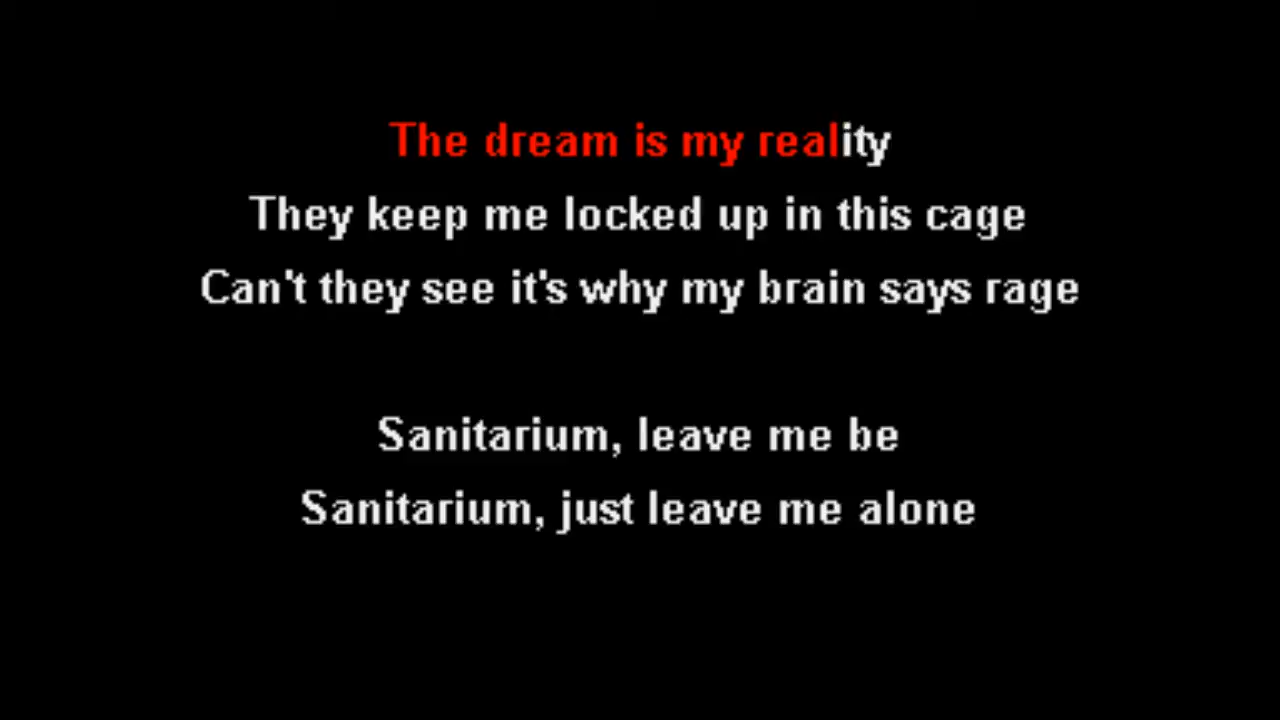 The dream is my reality
They keep me locked up in this cage
Can't they see it's why my brain says rage
Sanitarium, leave me be
Sanitarium, just leave me alone